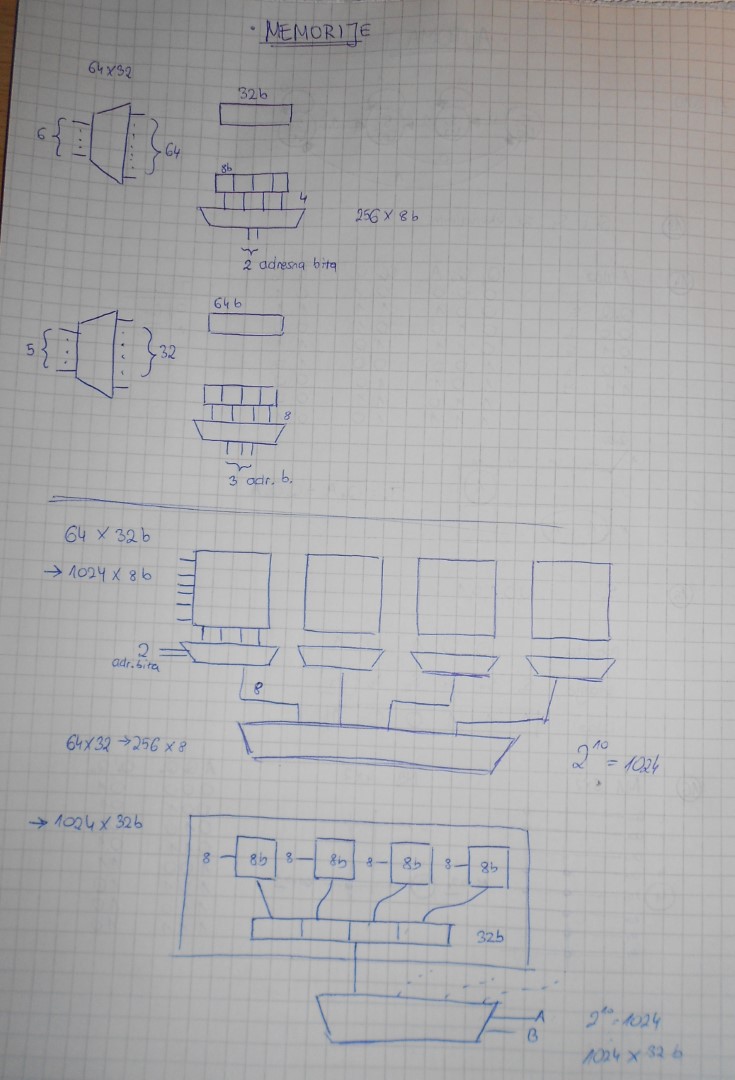 · MEMORIJE
64x32
32b
6
64
8b
4
256 x 8b
2 adresna bita
64 b
5
32
8
3 adr. b.
64 x 32b
→ 1024 x 8b
2
adr. bita
8
64x32 → 256 x 8
2^10 = 1024
→ 1024 x 32b
8 8b 8 8b 8 8b 8 8b
32b
A
B
2^10 = 1024
1024 x 32 b